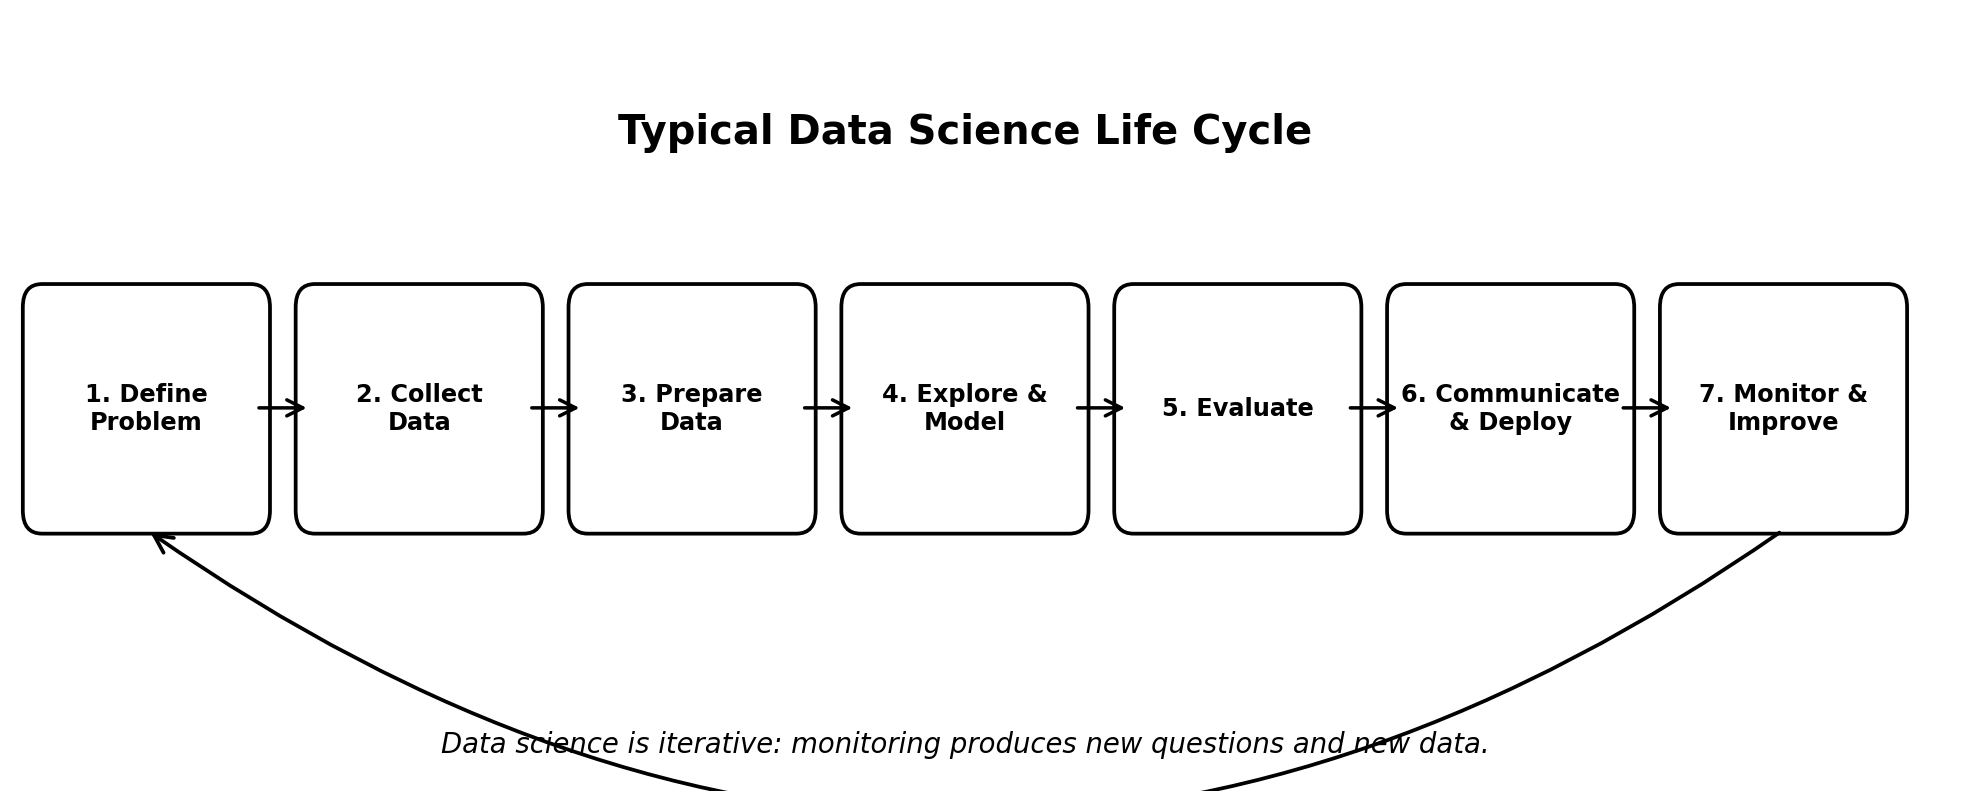 Typical Data Science Life Cycle
1. Define
Problem
2. Collect
Data
3. Prepare
Data
4. Explore &
Model
5. Evaluate
6. Communicate
& Deploy
7. Monitor &
Improve
Data science is iterative: monitoring produces new questions and new data.